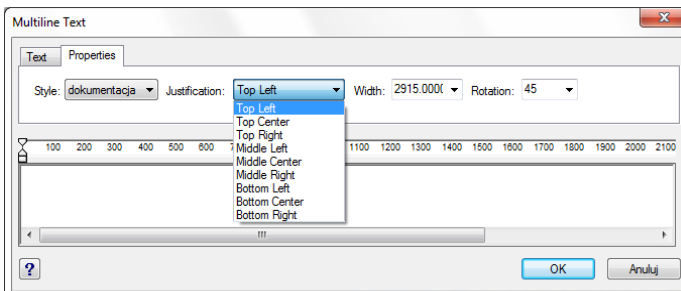 Multiline Text
x
Text Properties
Style: dokumentacja Justification: Top Left Width: 2915.000( Rotation: 45
Top Left
Top Center
Top Right
100 200 300 400 500 600 7 Middle Left 1100 1200 1300 1400 1500 1600 1700 1800 1900 2000 2100
Middle Center
Middle Right
Bottom Left
Bottom Center
Bottom Right
? OK Anuluj